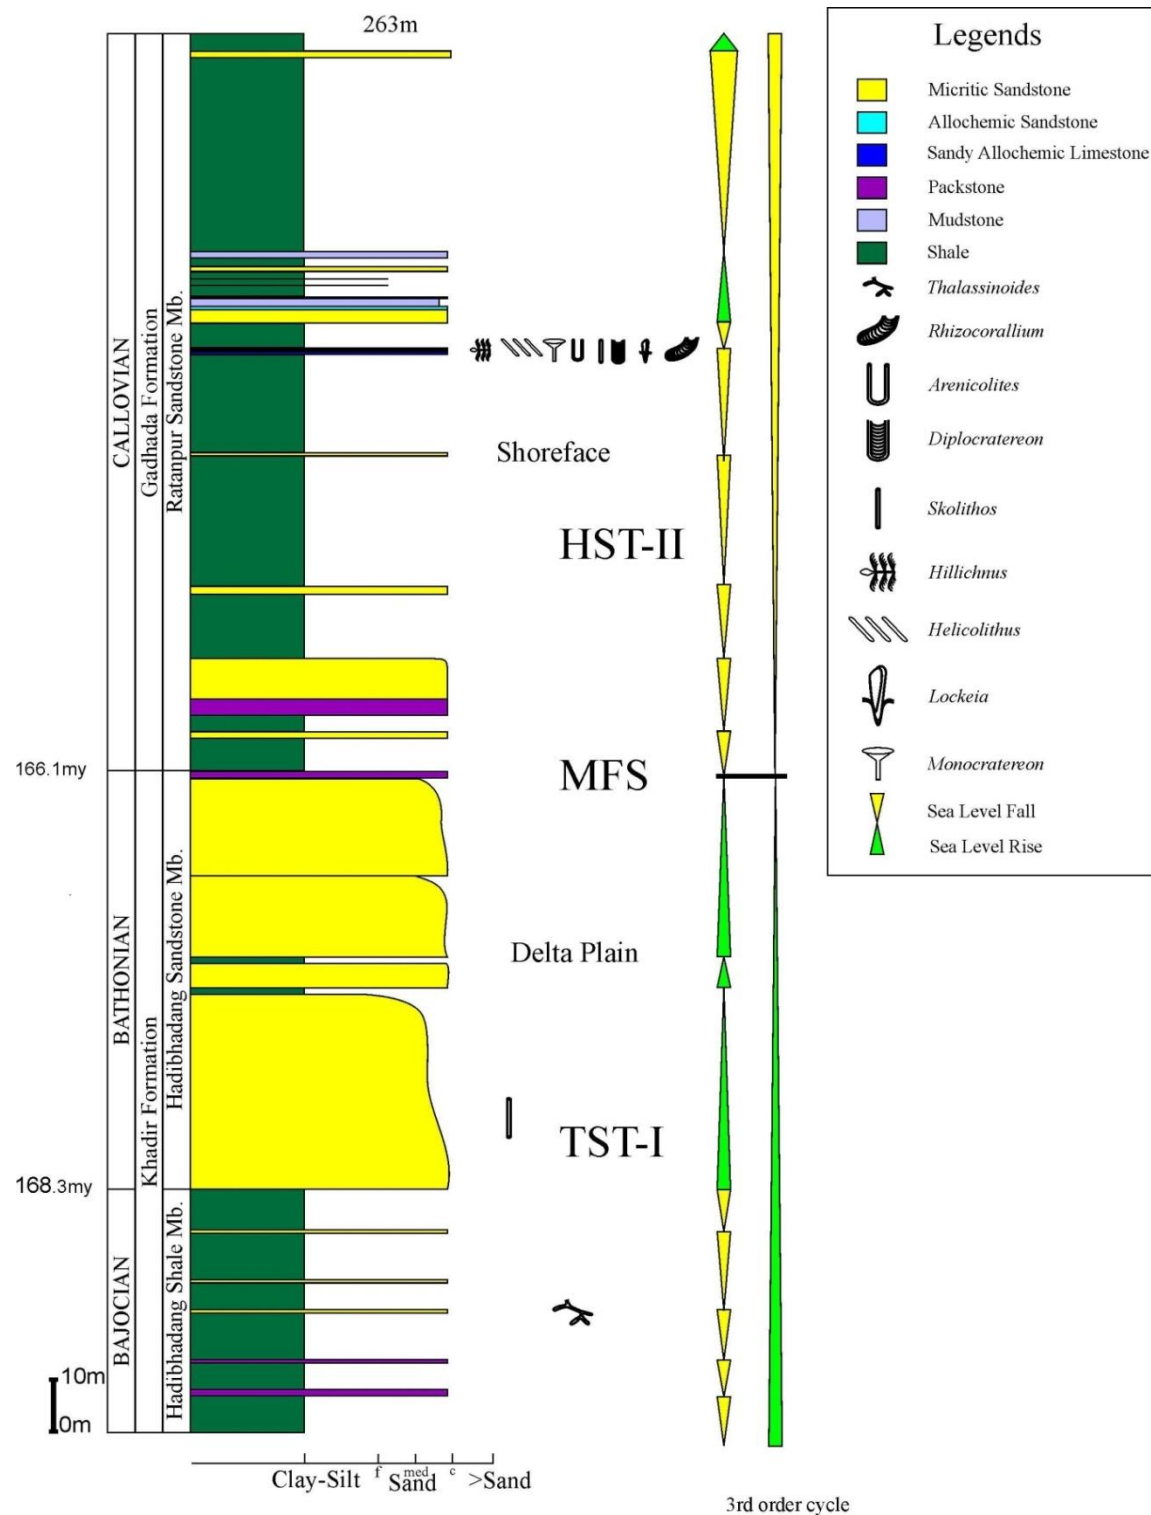 263m
CALLOVIAN
Gadhada Formation
Ratanpur Sandstone Mb.
Shoreface
HST-II
166.1my
MFS
BATHONIAN
Khadir Formation
Hadibhadang Sandstone Mb.
Delta Plain
TST-I
168.3my
BAJOCIAN
Hadibhadang Shale Mb.
10m
0m
Clay-Silt f Sand med c >Sand
3rd order cycle
Legends
Micritic Sandstone
Allochemic Sandstone
Sandy Allochemic Limestone
Packstone
Mudstone
Shale
Thalassinoides
Rhizocorallium
Arenicolites
Diplocratereon
Skolithos
Hillichnus
Helicolithus
Lockeia
Monocratereon
Sea Level Fall
Sea Level Rise